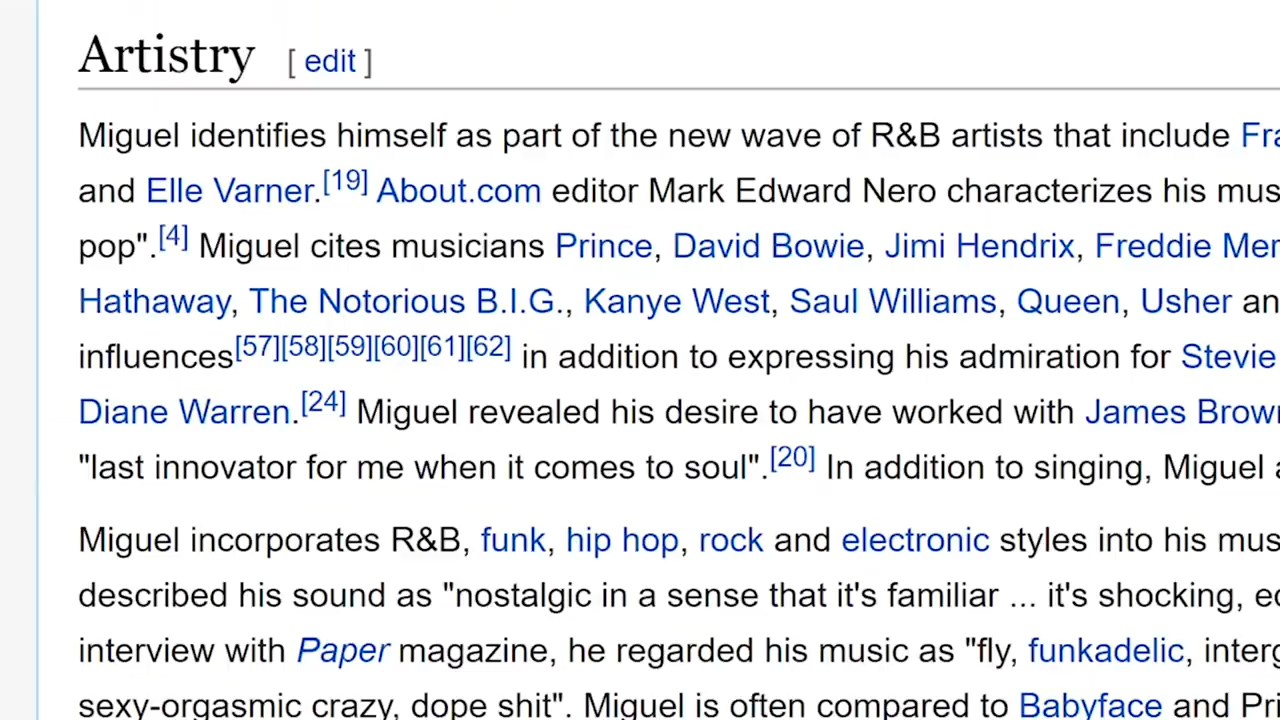 Artistry [ edit ]
Miguel identifies himself as part of the new wave of R&B artists that include
and Elle Varner.[19] About.com editor Mark Edward Nero characterizes his
pop".[4] Miguel cites musicians Prince, David Bowie, Jimi Hendrix, Freddie
Hathaway, The Notorious B.I.G., Kanye West, Saul Williams, Queen, Usher
influences[57][58][59][60][61][62] in addition to expressing his admiration for Stevie
Diane Warren.[24] Miguel revealed his desire to have worked with James
"last innovator for me when it comes to soul".[20] In addition to singing, Miguel
Miguel incorporates R&B, funk, hip hop, rock and electronic styles into his
described his sound as "nostalgic in a sense that it's familiar ... it's shocking,
interview with Paper magazine, he regarded his music as "fly, funkadelic,
sexy-orgasmic crazy, dope shit". Miguel is often compared to Babyface and